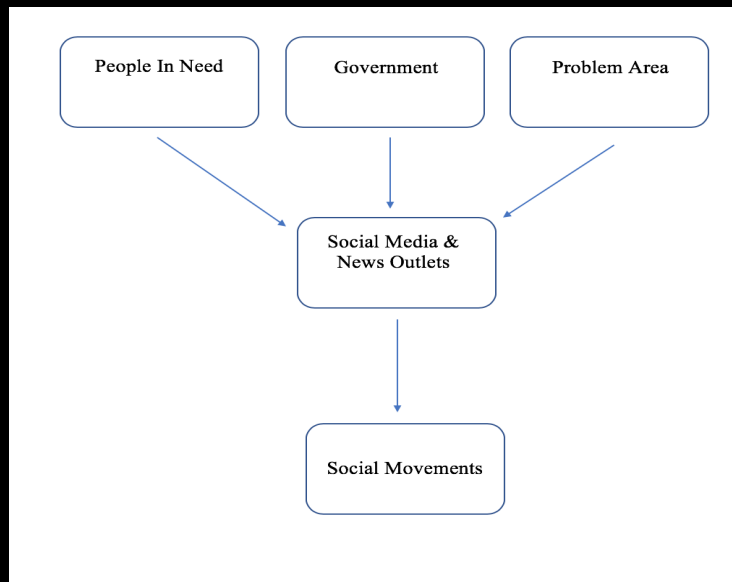 People In Need
Government
Problem Area
Social Media &
News Outlets
Social Movements